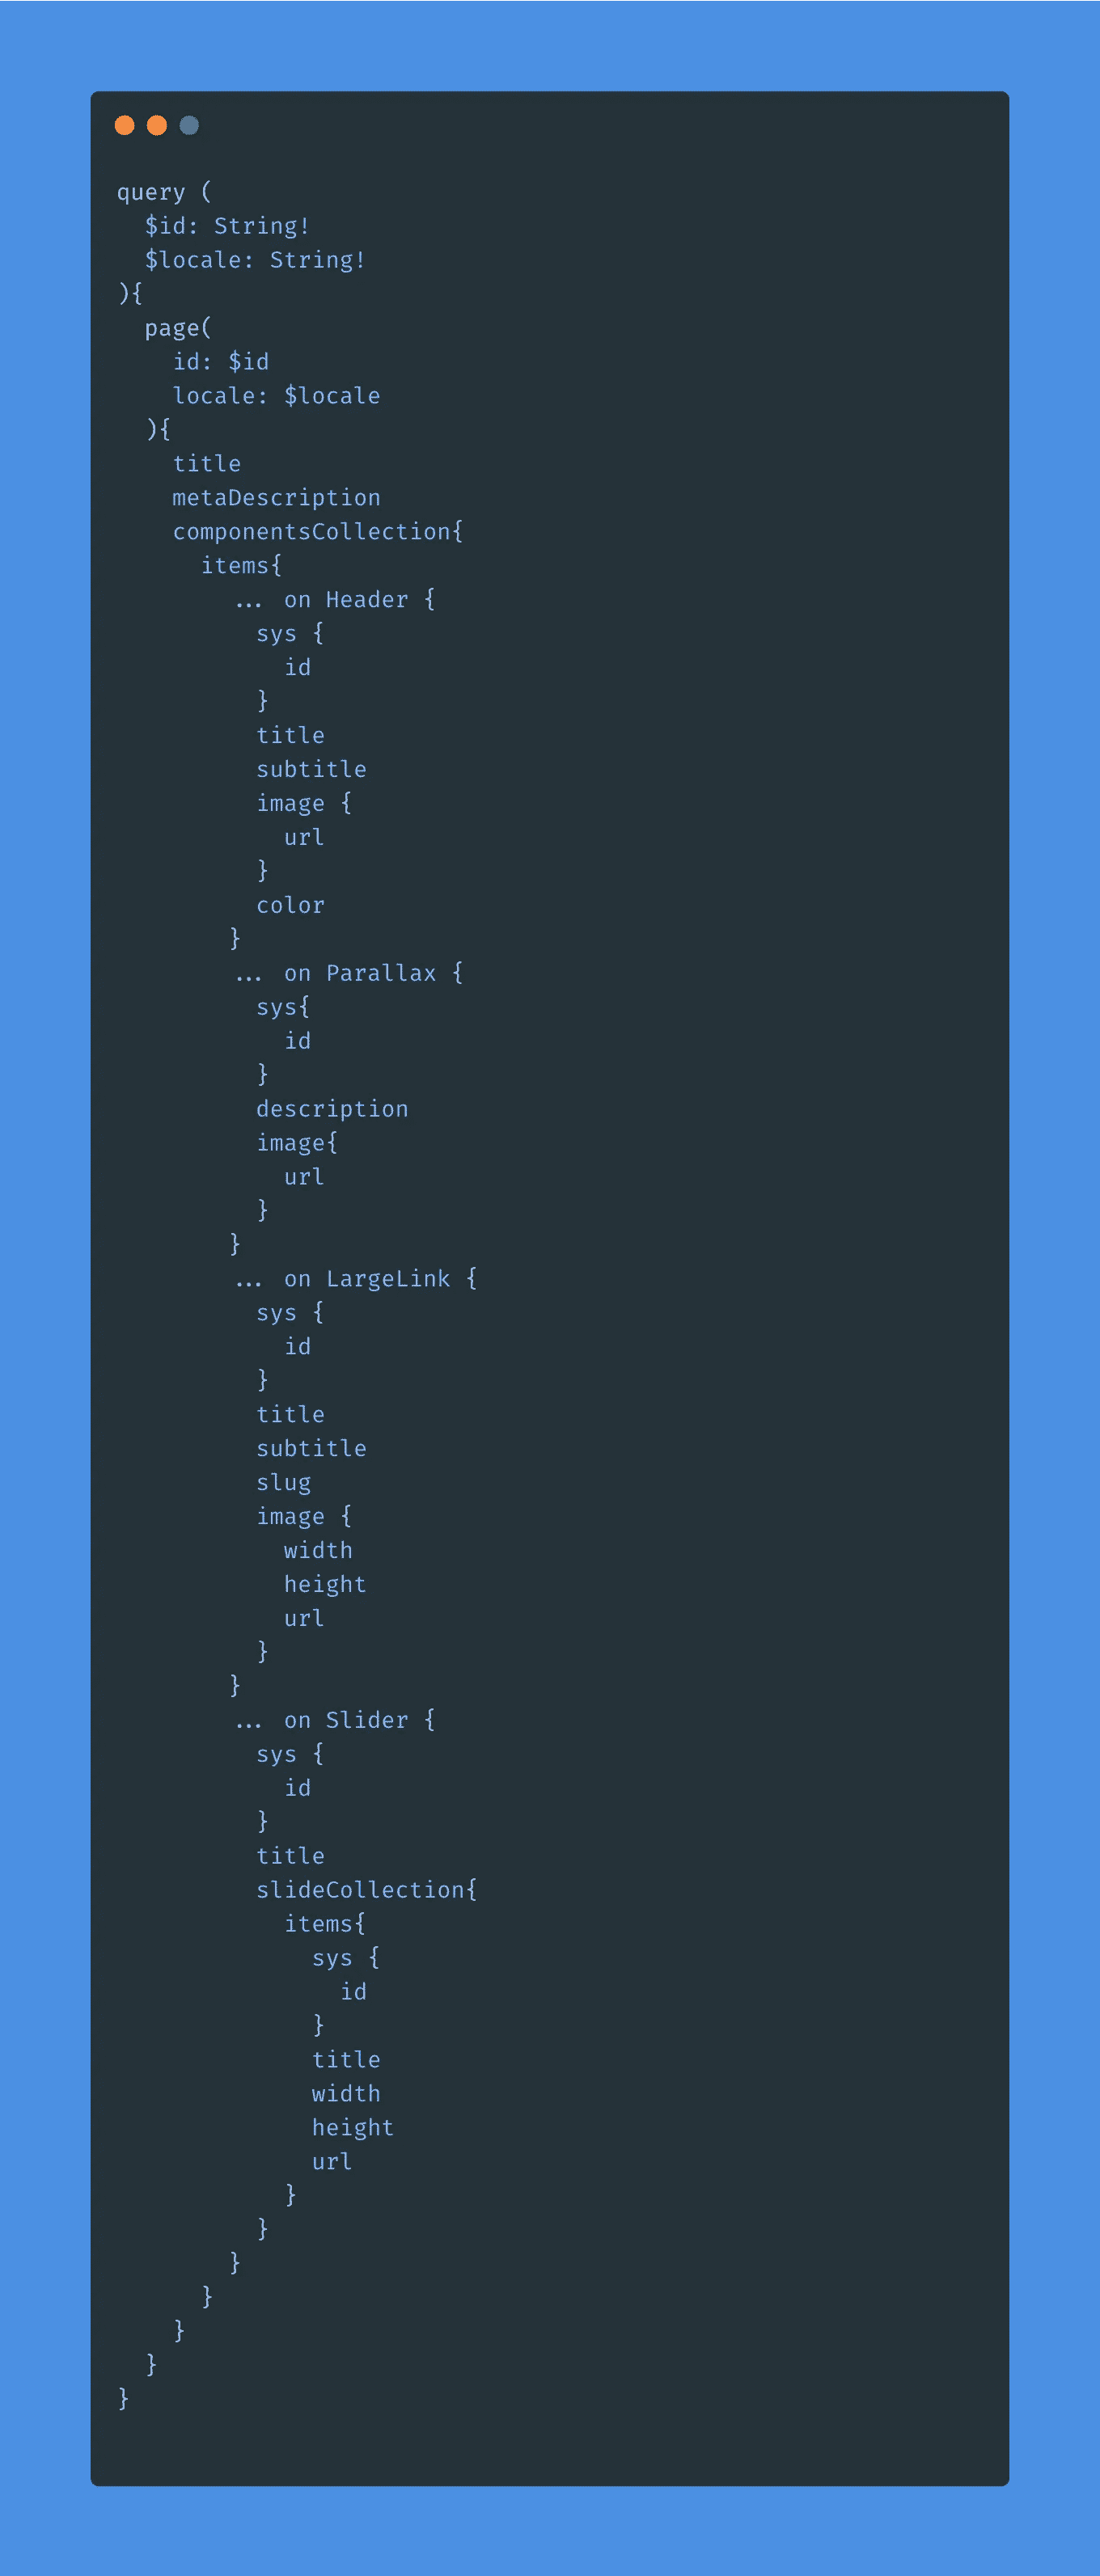 query (
  $id: String!
  $locale: String!
){
  page(
    id: $id
    locale: $locale
  ){
    title
    metaDescription
    componentsCollection{
      items{
        ... on Header {
          sys {
            id
          }
          title
          subtitle
          image {
            url
          }
          color
        }
        ... on Parallax {
          sys{
            id
          }
          description
          image{
            url
          }
        }
        ... on LargeLink {
          sys {
            id
          }
          title
          subtitle
          slug
          image {
            width
            height
            url
          }
        }
        ... on Slider {
          sys {
            id
          }
          title
          slideCollection{
            items{
              sys {
                id
              }
              title
              width
              height
              url
            }
          }
        }
      }
    }
  }
}